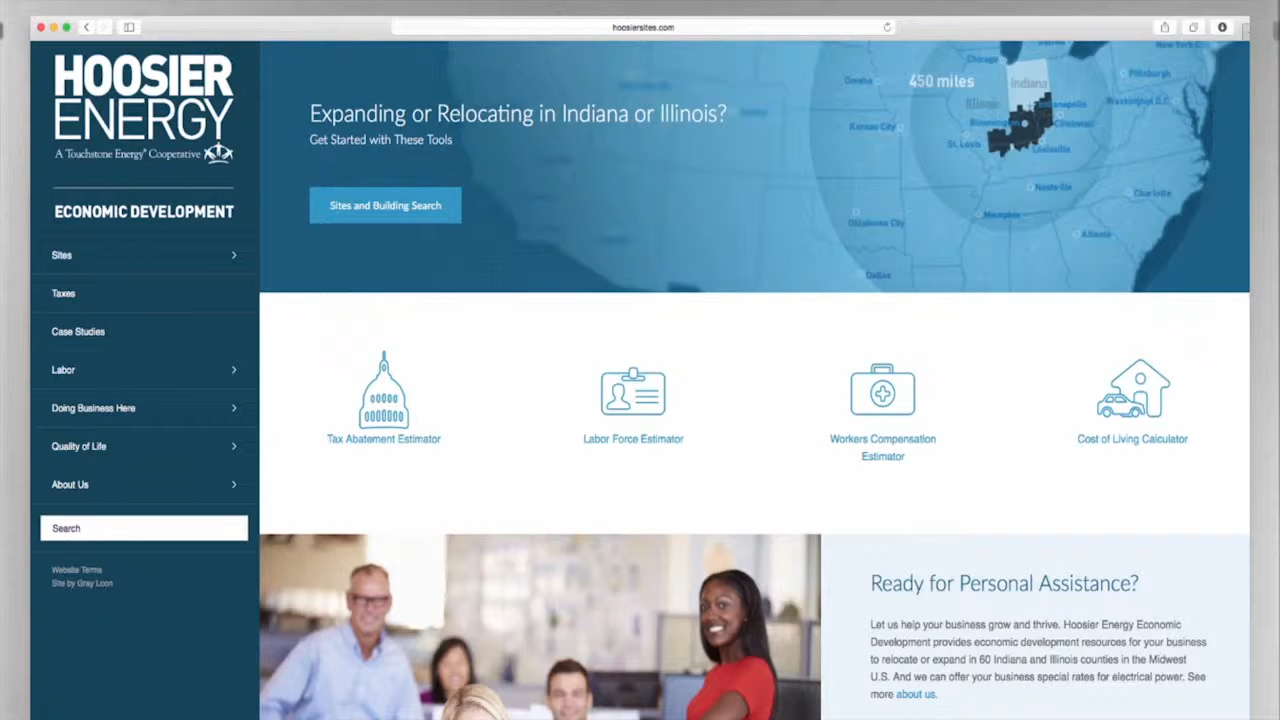 hoosiersites.com
HOOSIER
ENERGY
A Touchstone Energy® Cooperative
ECONOMIC DEVELOPMENT
Sites
Taxes
Case Studies
Labor
Doing Business Here
Quality of Life
About Us
Search
Website Terms
Site by Gray Loon
Expanding or Relocating in Indiana or Illinois?
Get Started with These Tools
Sites and Building Search
450 miles
New York C.
Chicago
Omaha
Indiana
Pittsburgh
Illinois
Indianapolis
Washington D.C.
Kansas City
Bloomington
Cincinnati
St. Louis
Louisville
Nashville
Charlotte
Memphis
Oklahoma City
Atlanta
Dallas
Tax Abatement Estimator
Labor Force Estimator
Workers Compensation
Estimator
Cost of Living Calculator
Ready for Personal Assistance?
Let us help your business grow and thrive. Hoosier Energy Economic
Development provides economic development resources for your business
to relocate or expand in 60 Indiana and Illinois counties in the Midwest
U.S. And we can offer your business special rates for electrical power. See
more about us.